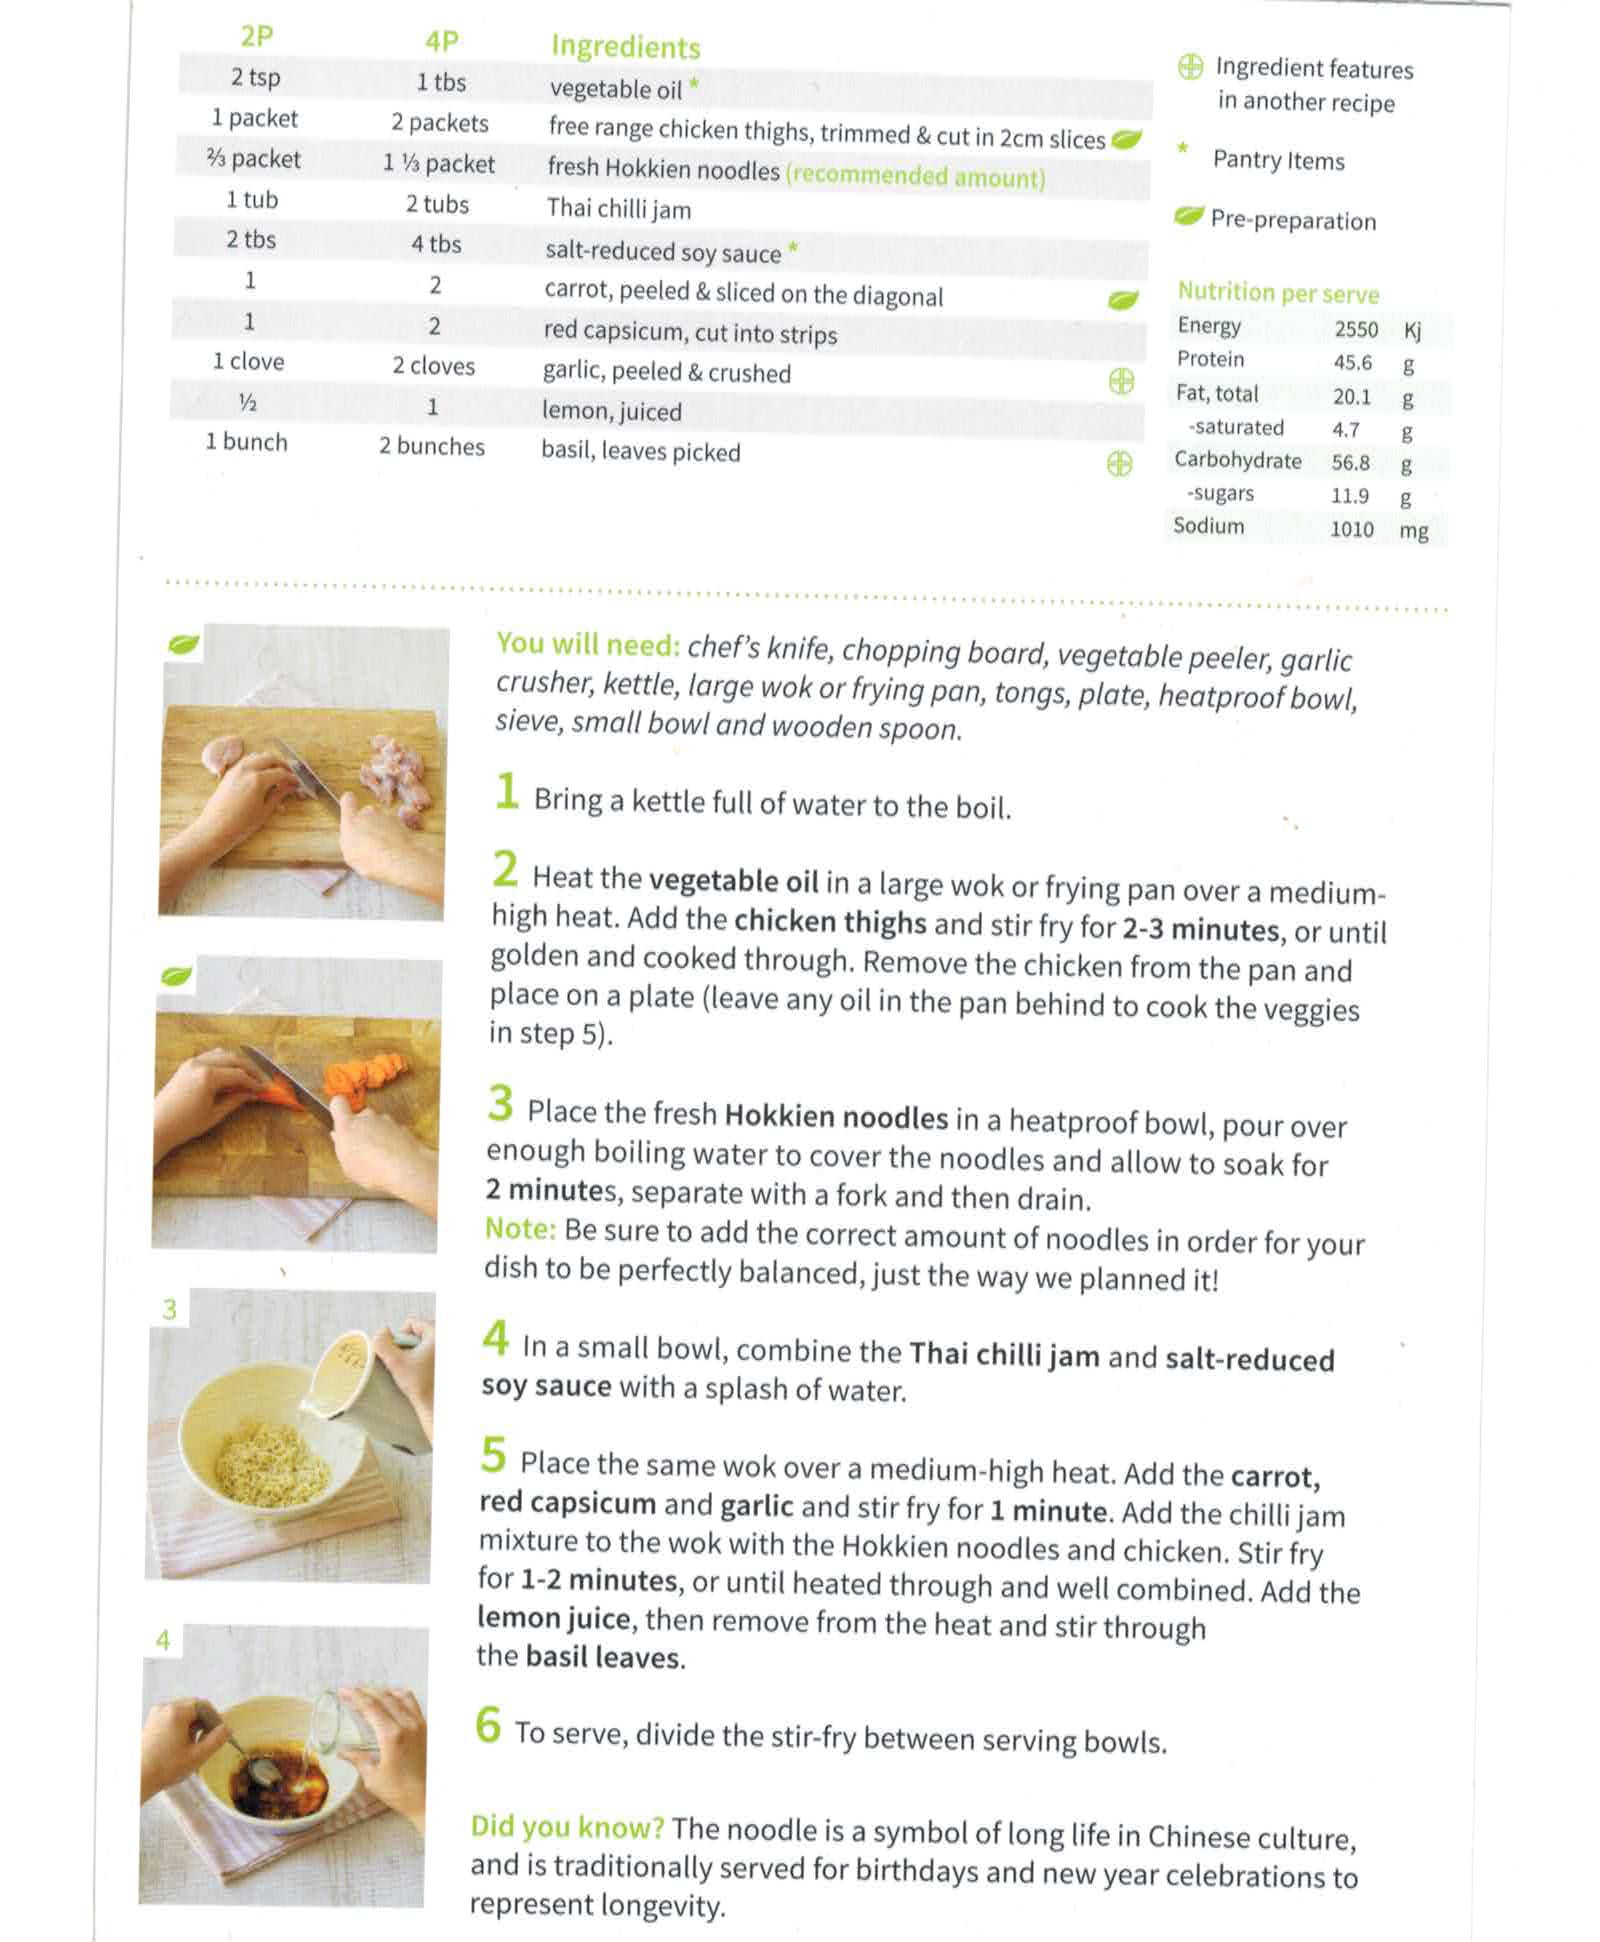 2P 4P Ingredients
2 tsp 1 tbs vegetable oil *
1 packet 2 packets free range chicken thighs, trimmed & cut in 2cm slices
⅔ packet 1 ⅓ packet fresh Hokkien noodles (recommended amount)
1 tub 2 tubs Thai chilli jam
2 tbs 4 tbs salt-reduced soy sauce *
1 2 carrot, peeled & sliced on the diagonal
1 2 red capsicum, cut into strips
1 clove 2 cloves garlic, peeled & crushed
½ 1 lemon, juiced
1 bunch 2 bunches basil, leaves picked
Ingredient features
in another recipe
* Pantry Items
Pre-preparation
Nutrition per serve
Energy 2550 Kj
Protein 45.6 g
Fat, total 20.1 g
-saturated 4.7 g
Carbohydrate 56.8 g
-sugars 11.9 g
Sodium 1010 mg
You will need: chef's knife, chopping board, vegetable peeler, garlic
crusher, kettle, large wok or frying pan, tongs, plate, heatproof bowl,
sieve, small bowl and wooden spoon.
1 Bring a kettle full of water to the boil.
2 Heat the vegetable oil in a large wok or frying pan over a medium-
high heat. Add the chicken thighs and stir fry for 2-3 minutes, or until
golden and cooked through. Remove the chicken from the pan and
place on a plate (leave any oil in the pan behind to cook the veggies
in step 5).
3 Place the fresh Hokkien noodles in a heatproof bowl, pour over
enough boiling water to cover the noodles and allow to soak for
2 minutes, separate with a fork and then drain.
Note: Be sure to add the correct amount of noodles in order for your
dish to be perfectly balanced, just the way we planned it!
3
4 In a small bowl, combine the Thai chilli jam and salt-reduced
soy sauce with a splash of water.
5 Place the same wok over a medium-high heat. Add the carrot,
red capsicum and garlic and stir fry for 1 minute. Add the chilli jam
mixture to the wok with the Hokkien noodles and chicken. Stir fry
for 1-2 minutes, or until heated through and well combined. Add the
lemon juice, then remove from the heat and stir through
the basil leaves.
4
6 To serve, divide the stir-fry between serving bowls.
Did you know? The noodle is a symbol of long life in Chinese culture,
and is traditionally served for birthdays and new year celebrations to
represent longevity.